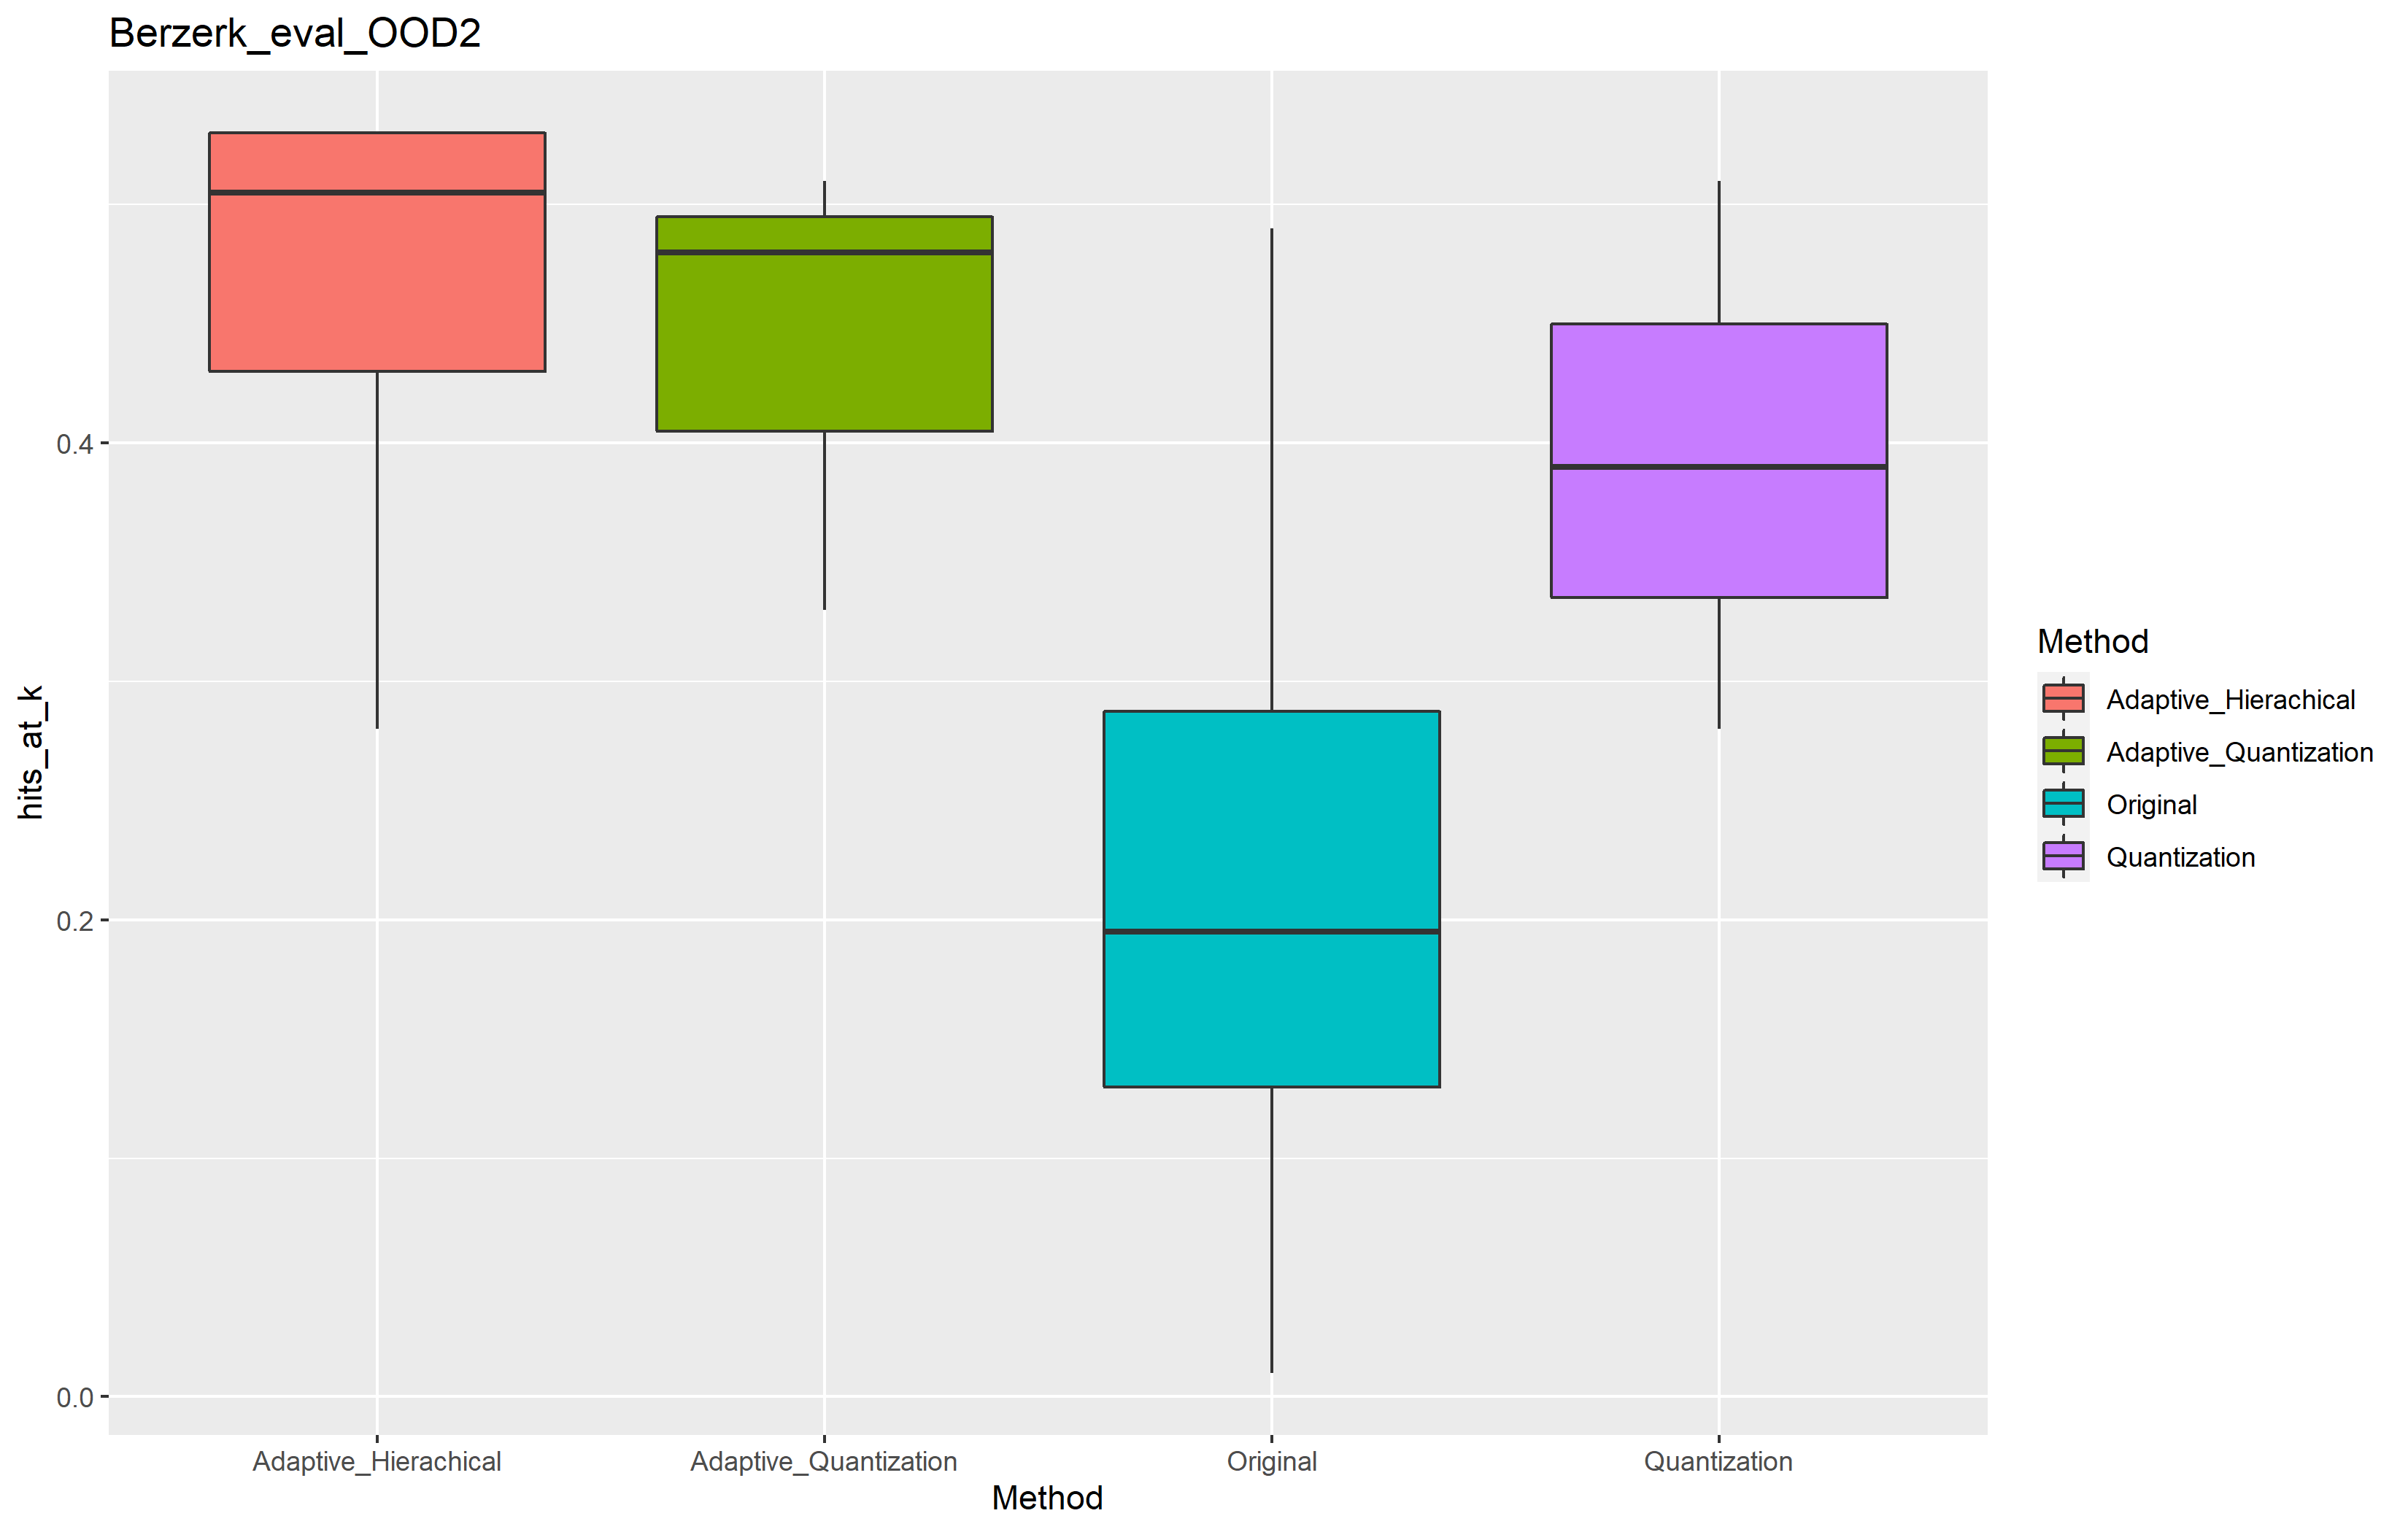 Berzerk_eval_OOD2
hits_at_k
0.4
0.2
0.0
Adaptive_Hierachical
Adaptive_Quantization
Original
Quantization
Method
Method
Adaptive_Hierachical
Adaptive_Quantization
Original
Quantization